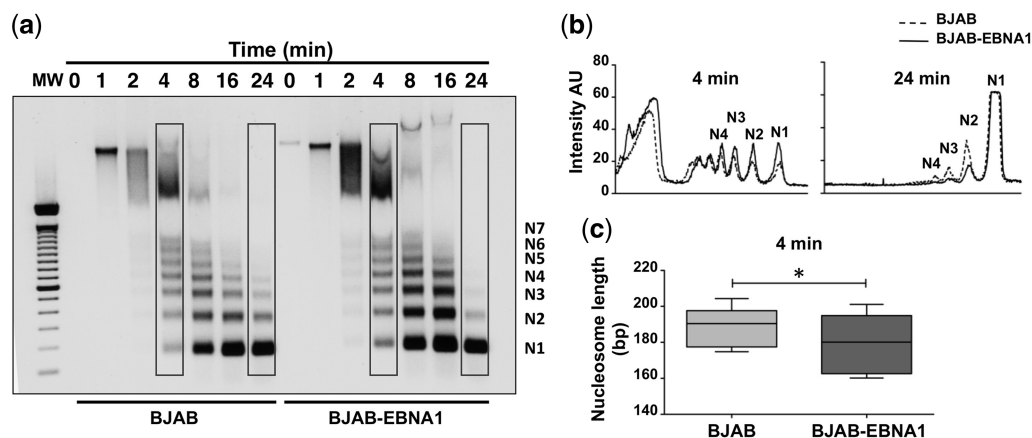 (a)
Time (min)
MW 0 1 2 4 8 16 24 0 1 2 4 8 16 24
N7
N6
N5
N4
N3
N2
N1
BJAB BJAB-EBNA1
(b)
BJAB
BJAB-EBNA1
Intensity AU
80
60
40
20
0
4 min
N4 N3 N2 N1
24 min
N4 N3 N2 N1
(c)
4 min
Nucleosome length
(bp)
220
200
180
160
140
*
BJAB BJAB-EBNA1